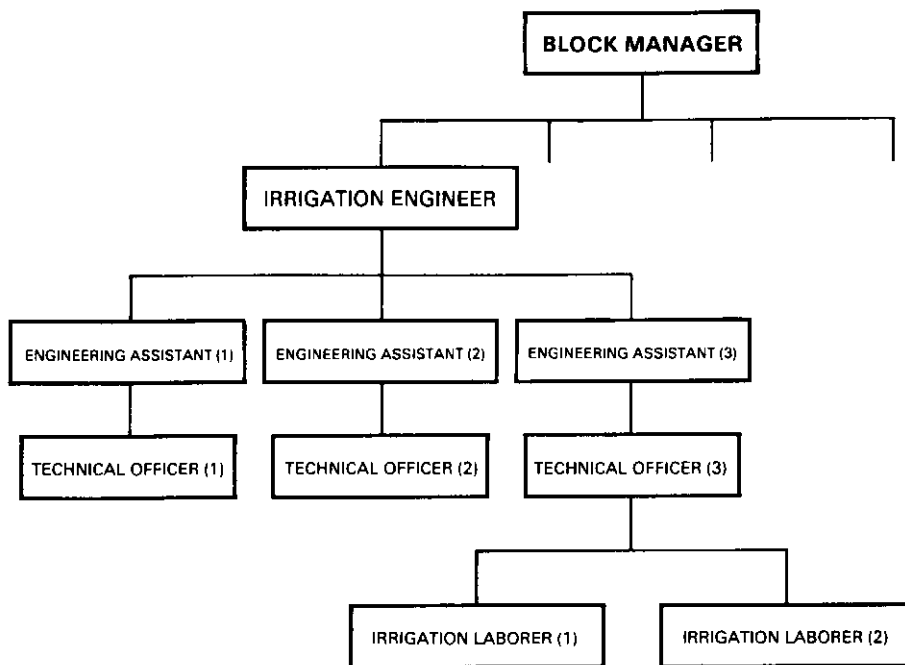 BLOCK MANAGER
IRRIGATION ENGINEER
ENGINEERING ASSISTANT (1)
ENGINEERING ASSISTANT (2)
ENGINEERING ASSISTANT (3)
TECHNICAL OFFICER (1)
TECHNICAL OFFICER (2)
TECHNICAL OFFICER (3)
IRRIGATION LABORER (1)
IRRIGATION LABORER (2)